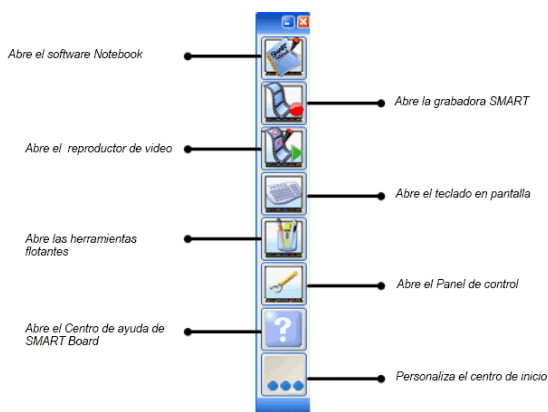 Abre el software Notebook
Abre la grabadora SMART
Abre el reproductor de video
Abre el teclado en pantalla
Abre las herramientas
flotantes
Abre el Panel de control
Abre el Centro de ayuda de
SMART Board
Personaliza el centro de inicio